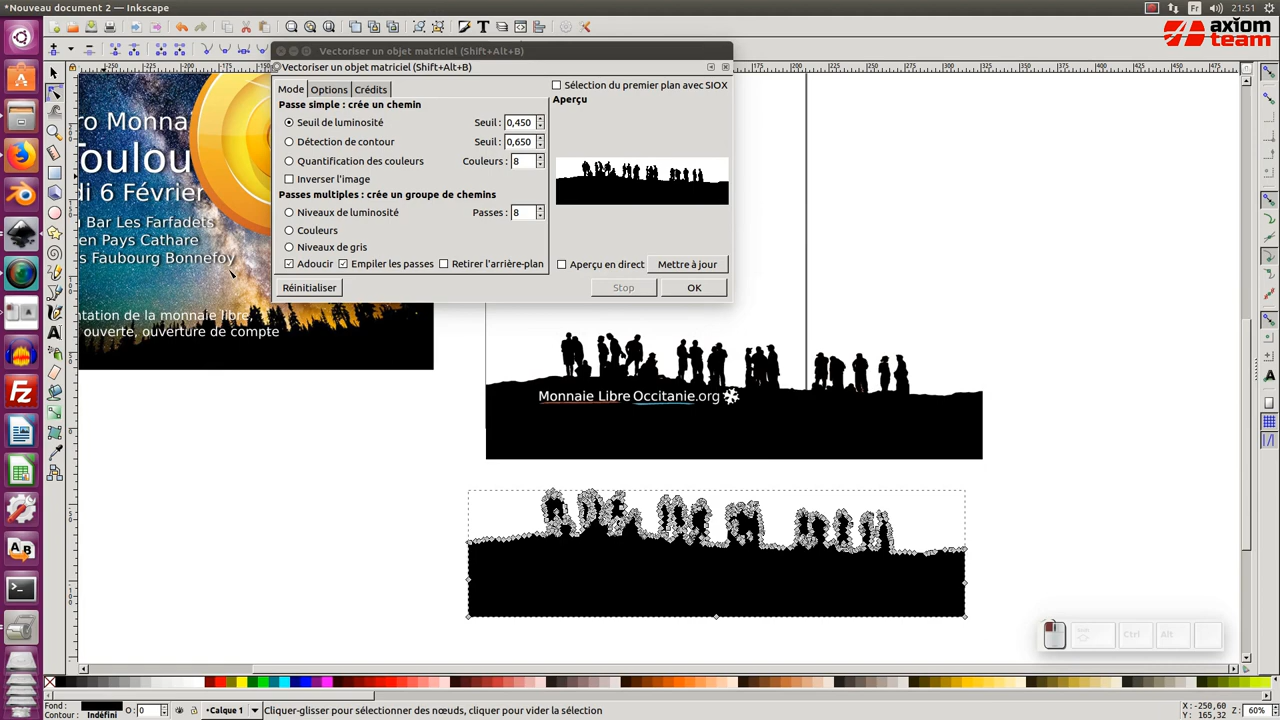 *Nouveau document 2 — Inkscape
Fr
21:51
axiom
team
Vectoriser un objet matriciel (Shift+Alt+B)
Vectoriser un objet matriciel (Shift+Alt+B)
Mode Options Crédits
Sélection du premier plan avec SIOX
Aperçu
Passe simple : crée un chemin
Seuil de luminosité Seuil : 0,450
Détection de contour Seuil : 0,650
Quantification des couleurs Couleurs : 8
Inverser l'image
Passes multiples : crée un groupe de chemins
Niveaux de luminosité Passes : 8
Couleurs
Niveaux de gris
Adoucir Empiler les passes Retirer l'arrière-plan
Aperçu en direct Mettre à jour
Réinitialiser Stop OK
ro Monna
Toulou
di 6 Février
Bar Les Farfadets
en Pays Cathare
s Faubourg Bonnefoy
ntation de la monnaie libre,
ouverte, ouverture de compte
Monnaie Libre Occitanie.org
Ctrl Alt
Fond :
Contour : Indéfini
O: 0
Calque 1
Cliquer-glisser pour sélectionner des nœuds, cliquer pour vider la sélection
X: -250,60
Y: 165,32
Z: 60%